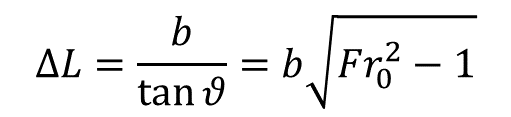 ΔL = b / tan ϑ = b√(Fr₀² − 1)